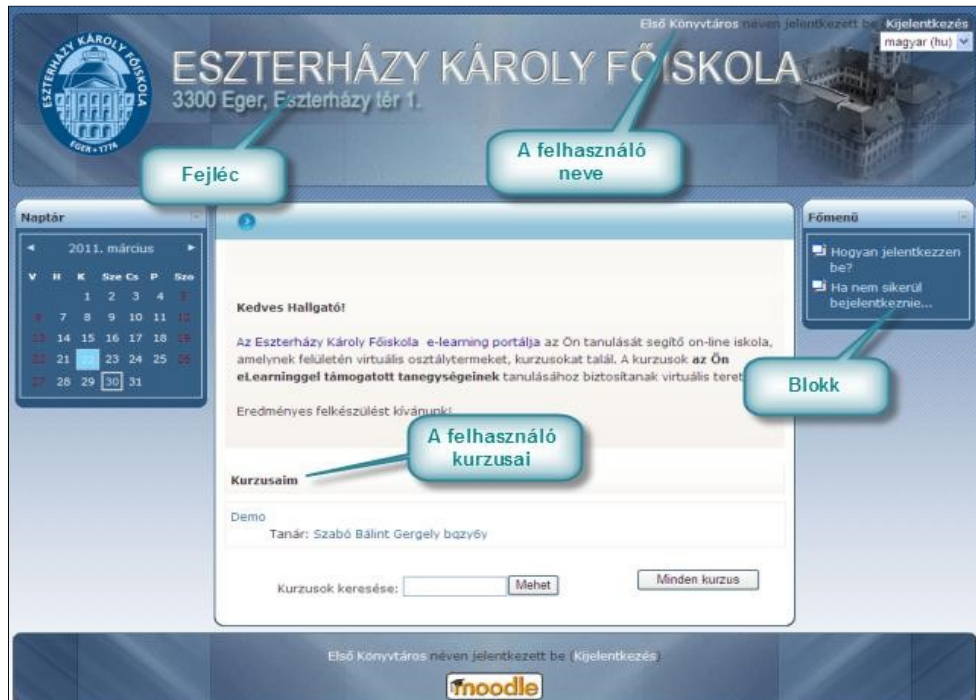 Első Könyvtáros néven jelentkezett be (Kijelentkezés)
magyar (hu)
ESZTERHÁZY KÁROLY FŐISKOLA
EGER • 1774
ESZTERHÁZY KÁROLY FŐISKOLA
3300 Eger, Eszterházy tér 1.
Fejléc
A felhasználó
neve
Naptár
◄ 2011. március ►
V H K Sze Cs P Szo
1 2 3 4 5
6 7 8 9 10 11 12
13 14 15 16 17 18 19
20 21 22 23 24 25 26
27 28 29 30 31
Kedves Hallgató!
Az Eszterházy Károly Főiskola e-learning portálja az Ön tanulását segítő on-line iskola,
amelynek felületén virtuális osztálytermeket, kurzusokat talál. A kurzusok az Ön
eLearninggel támogatott tanegységeinek tanulásához biztosítanak virtuális teret
Eredményes felkészülést kívánunk!
A felhasználó
kurzusai
Kurzusaim
Demo
Tanár: Szabó Bálint Gergely bqzy6y
Kurzusok keresése: Mehet
Minden kurzus
Főmenü
Hogyan jelentkezzen
be?
Ha nem sikerül
bejelentkeznie...
Blokk
Első Könyvtáros néven jelentkezett be (Kijelentkezés)
moodle